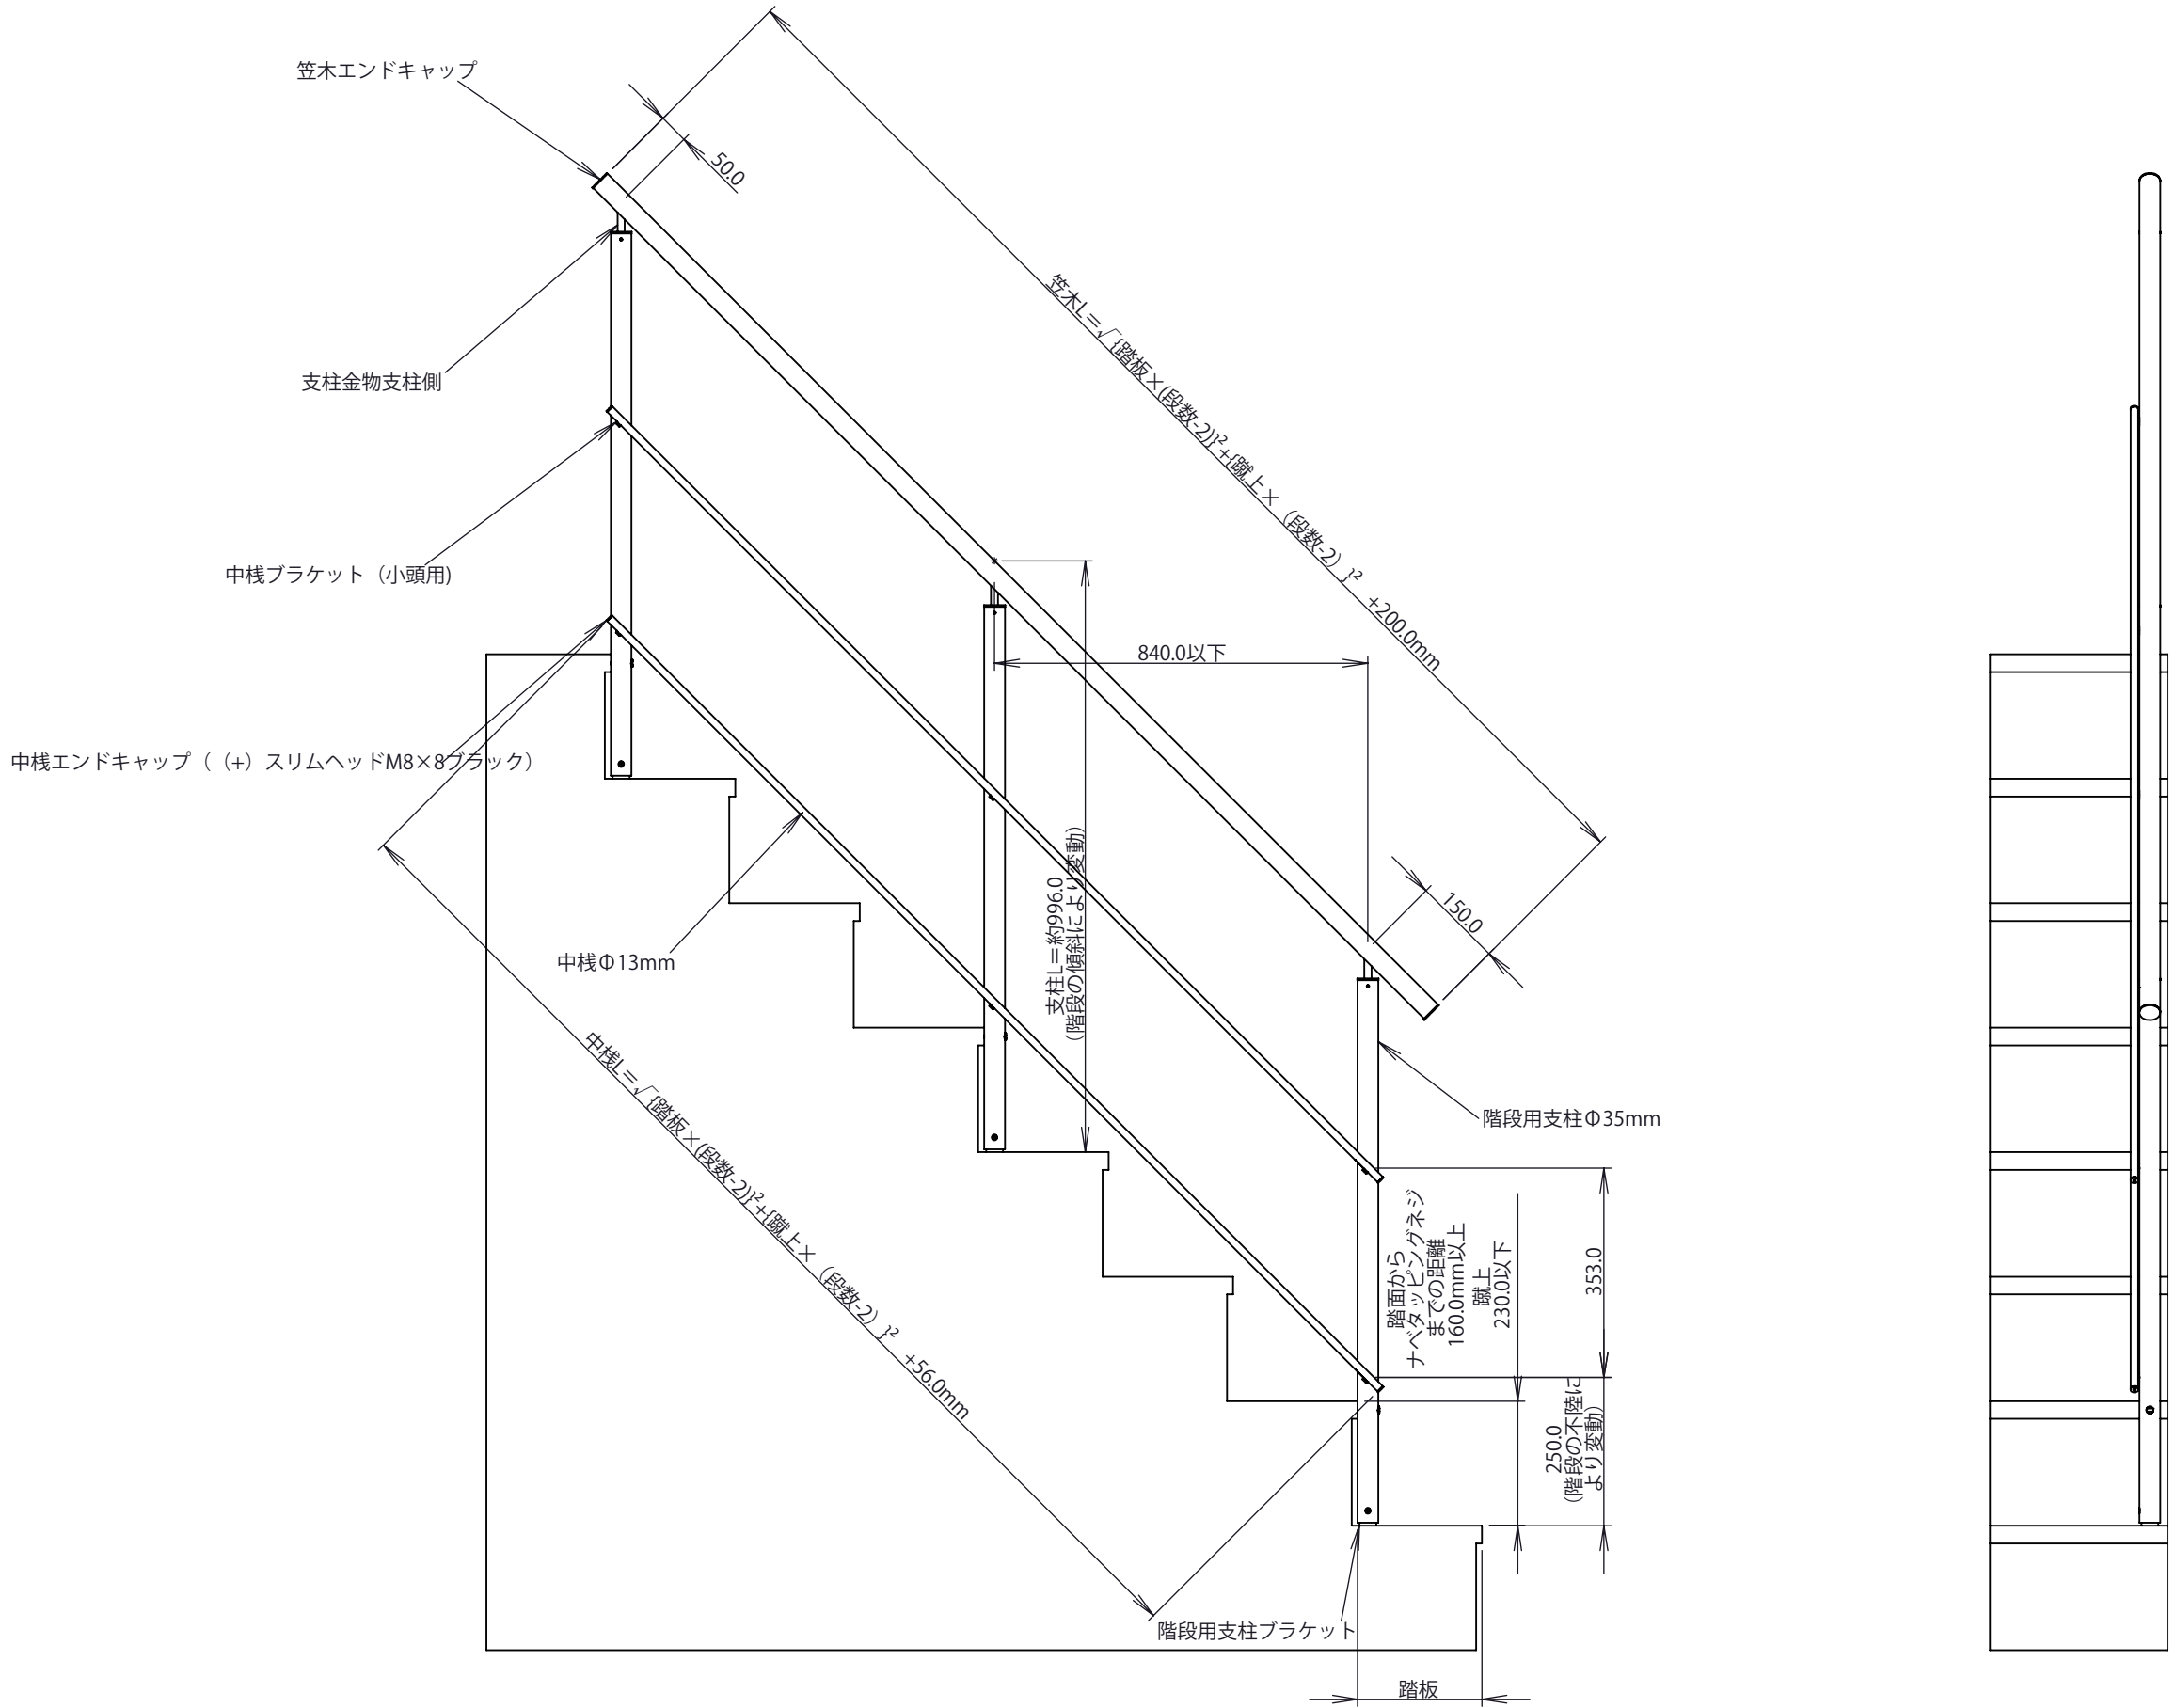 笠木エンドキャップ
50.0
笠木L=√{踏板×(段数-2)}²+{蹴上×（段数-2）}² +200.0mm
支柱金物支柱側
中桟ブラケット（小頭用)
840.0以下
中桟エンドキャップ（（+）スリムヘッドM8×8ブラック）
支柱L=約996.0
（階段の傾斜により変動）
150.0
中桟Φ13mm
中桟L=√{踏板×(段数-2)}²+{蹴上×（段数-2）}² +56.0mm
階段用支柱Φ35mm
踏面から
ナベタッピングネジ
までの距離
160.0mm以上
蹴上
230.0以下
353.0
250.0
（階段の不陸に
より変動）
階段用支柱ブラケット
踏板